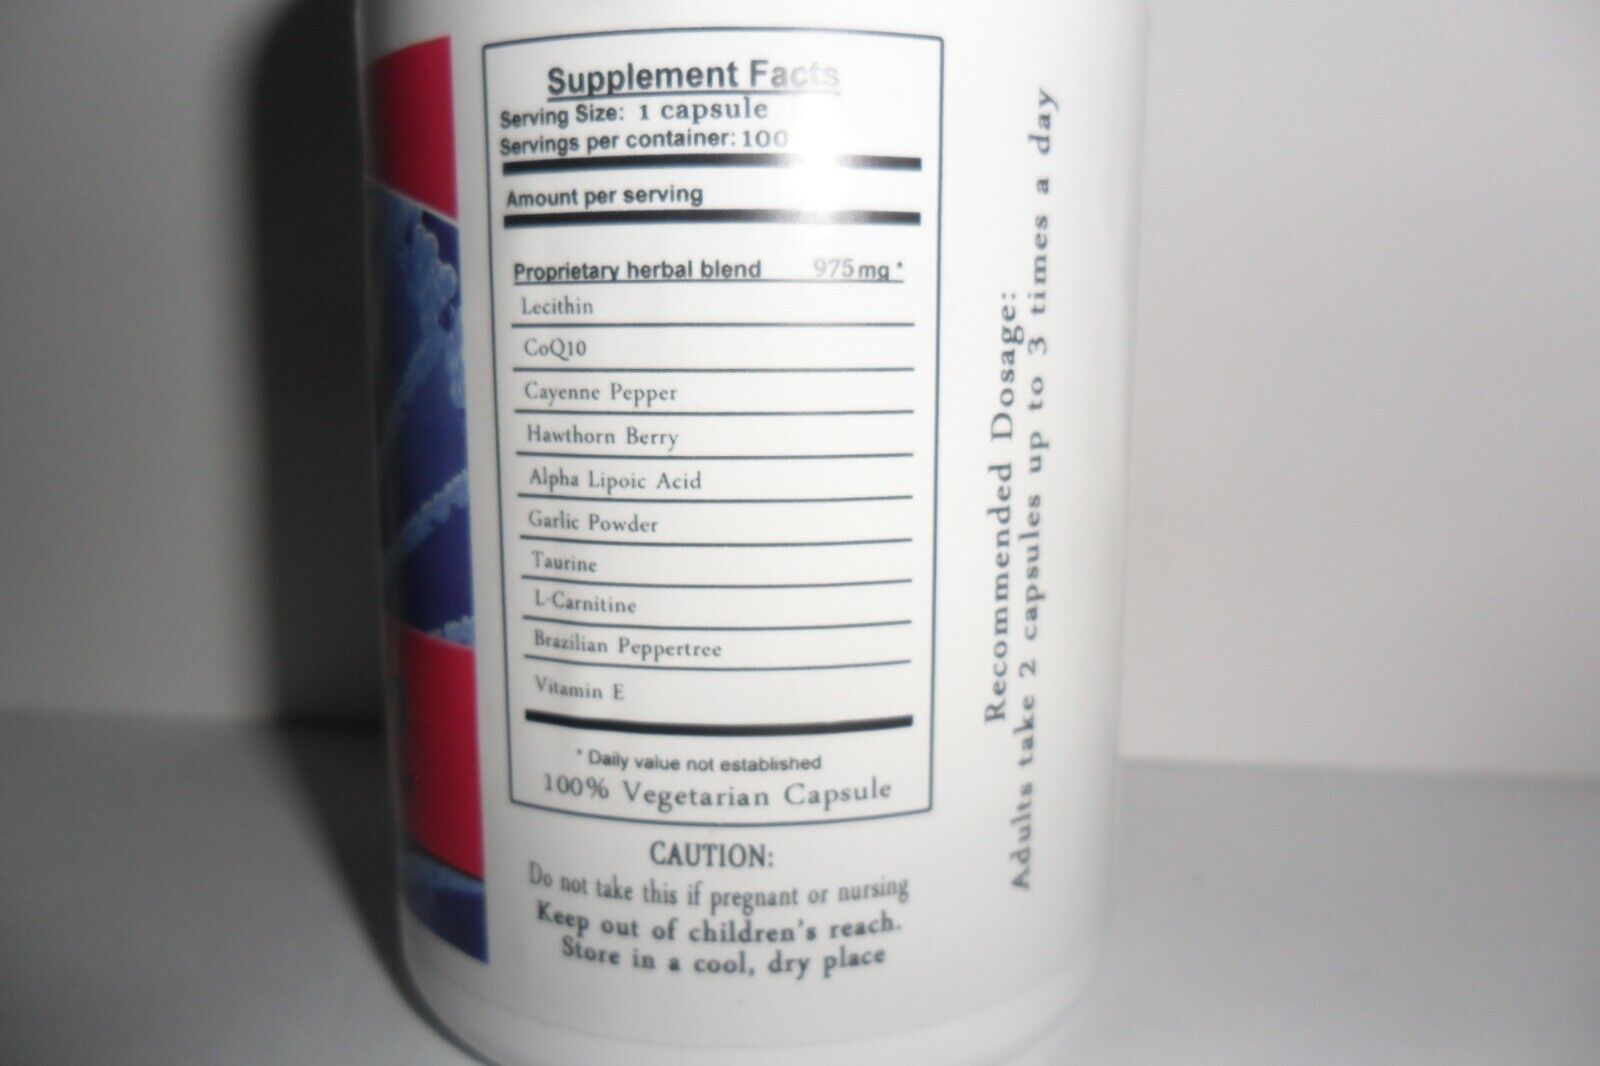 Supplement Facts
Serving Size: 1 capsule
Servings per container: 100
Amount per serving
Proprietary herbal blend 975 mg *
Lecithin
CoQ10
Cayenne Pepper
Hawthorn Berry
Alpha Lipoic Acid
Garlic Powder
Taurine
L-Carnitine
Brazilian Peppertree
Vitamin E
* Daily value not established
100% Vegetarian Capsule
CAUTION:
Do not take this if pregnant or nursing
Keep out of children's reach.
Store in a cool, dry place
Recommended Dosage:
Adults take 2 capsules up to 3 times a day